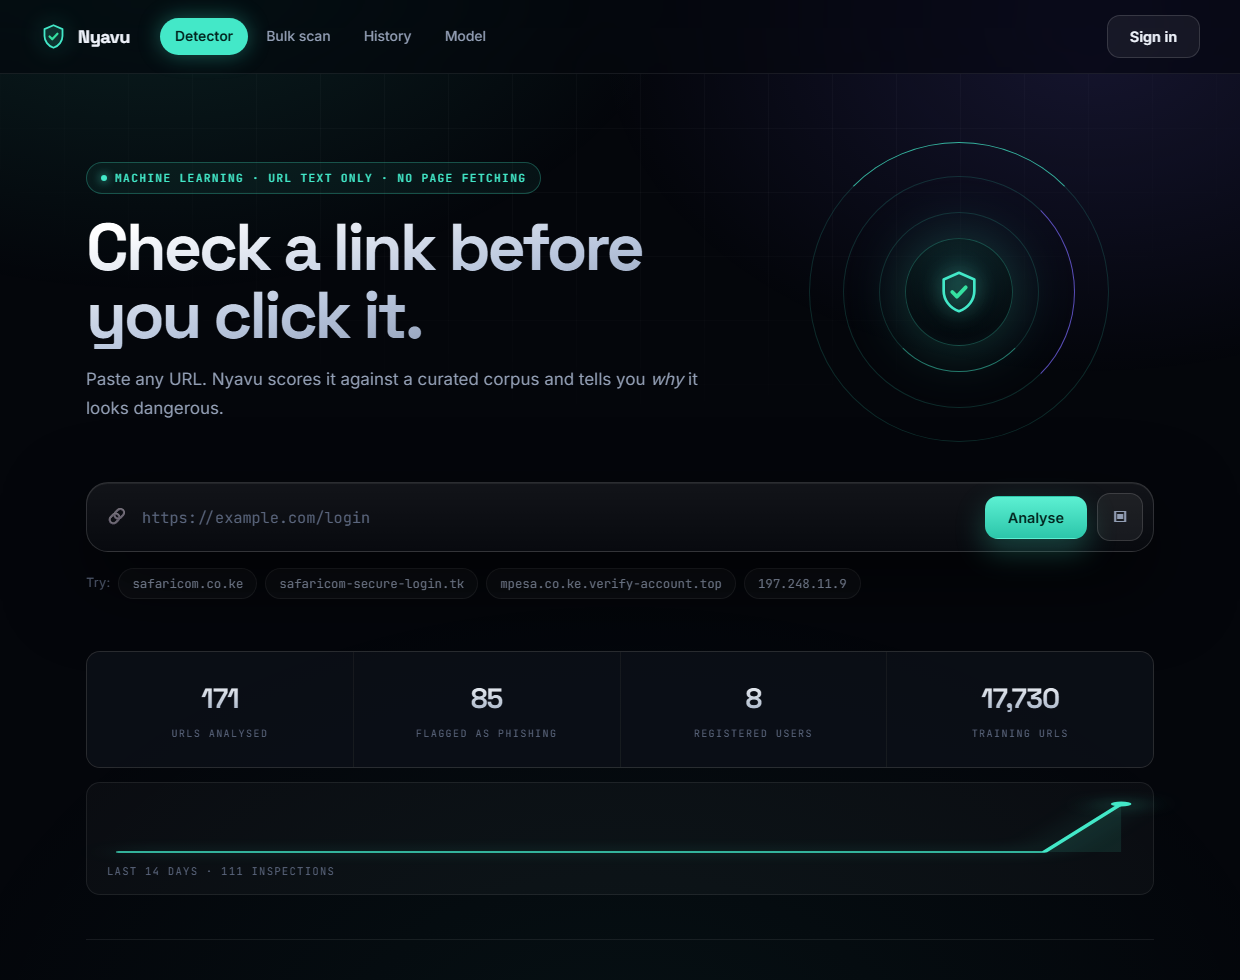 Nyavu
Detector
Bulk scan
History
Model
Sign in
MACHINE LEARNING · URL TEXT ONLY · NO PAGE FETCHING
Check a link before
you click it.
Paste any URL. Nyavu scores it against a curated corpus and tells you why it
looks dangerous.
https://example.com/login
Analyse
Try:
safaricom.co.ke
safaricom-secure-login.tk
mpesa.co.ke.verify-account.top
197.248.11.9
171
URLS ANALYSED
85
FLAGGED AS PHISHING
8
REGISTERED USERS
17,730
TRAINING URLS
LAST 14 DAYS · 111 INSPECTIONS